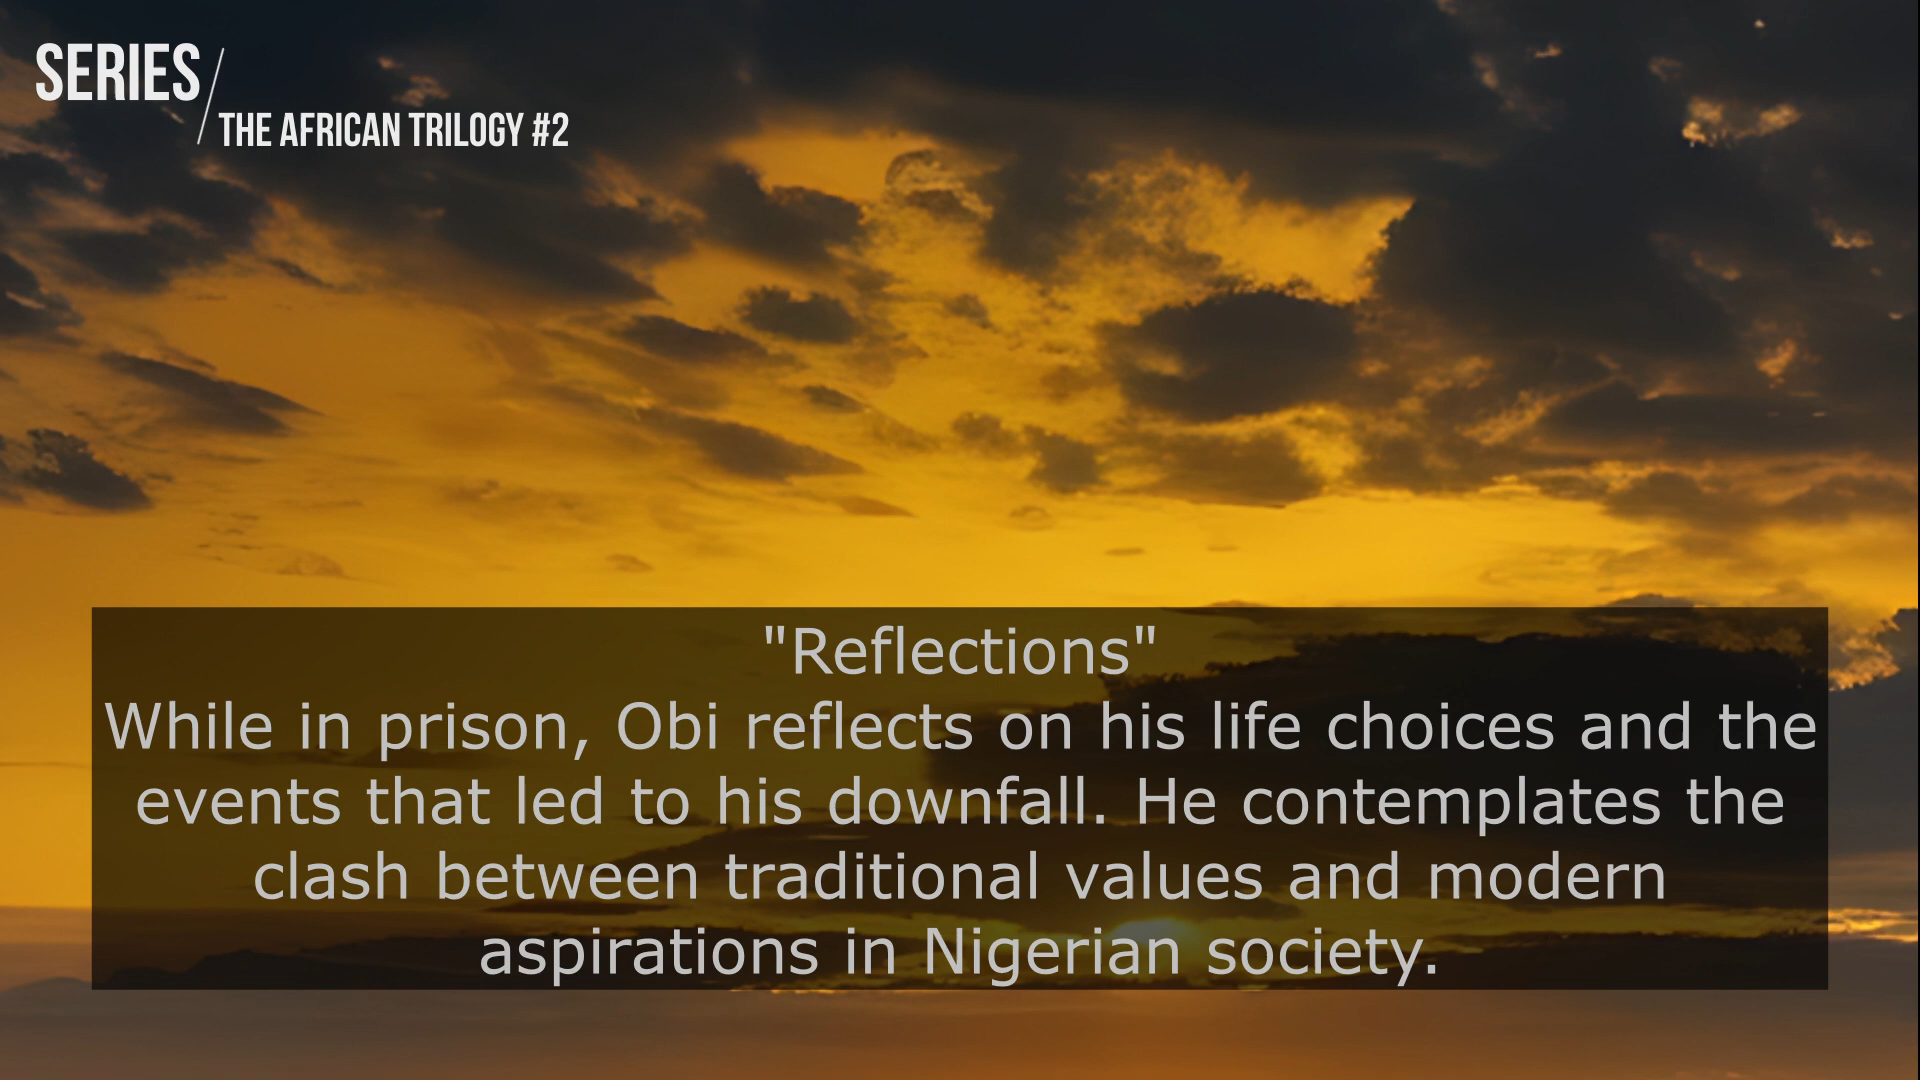 SERIES
THE AFRICAN TRILOGY #2
"Reflections"
While in prison, Obi reflects on his life choices and the
events that led to his downfall. He contemplates the
clash between traditional values and modern
aspirations in Nigerian society.